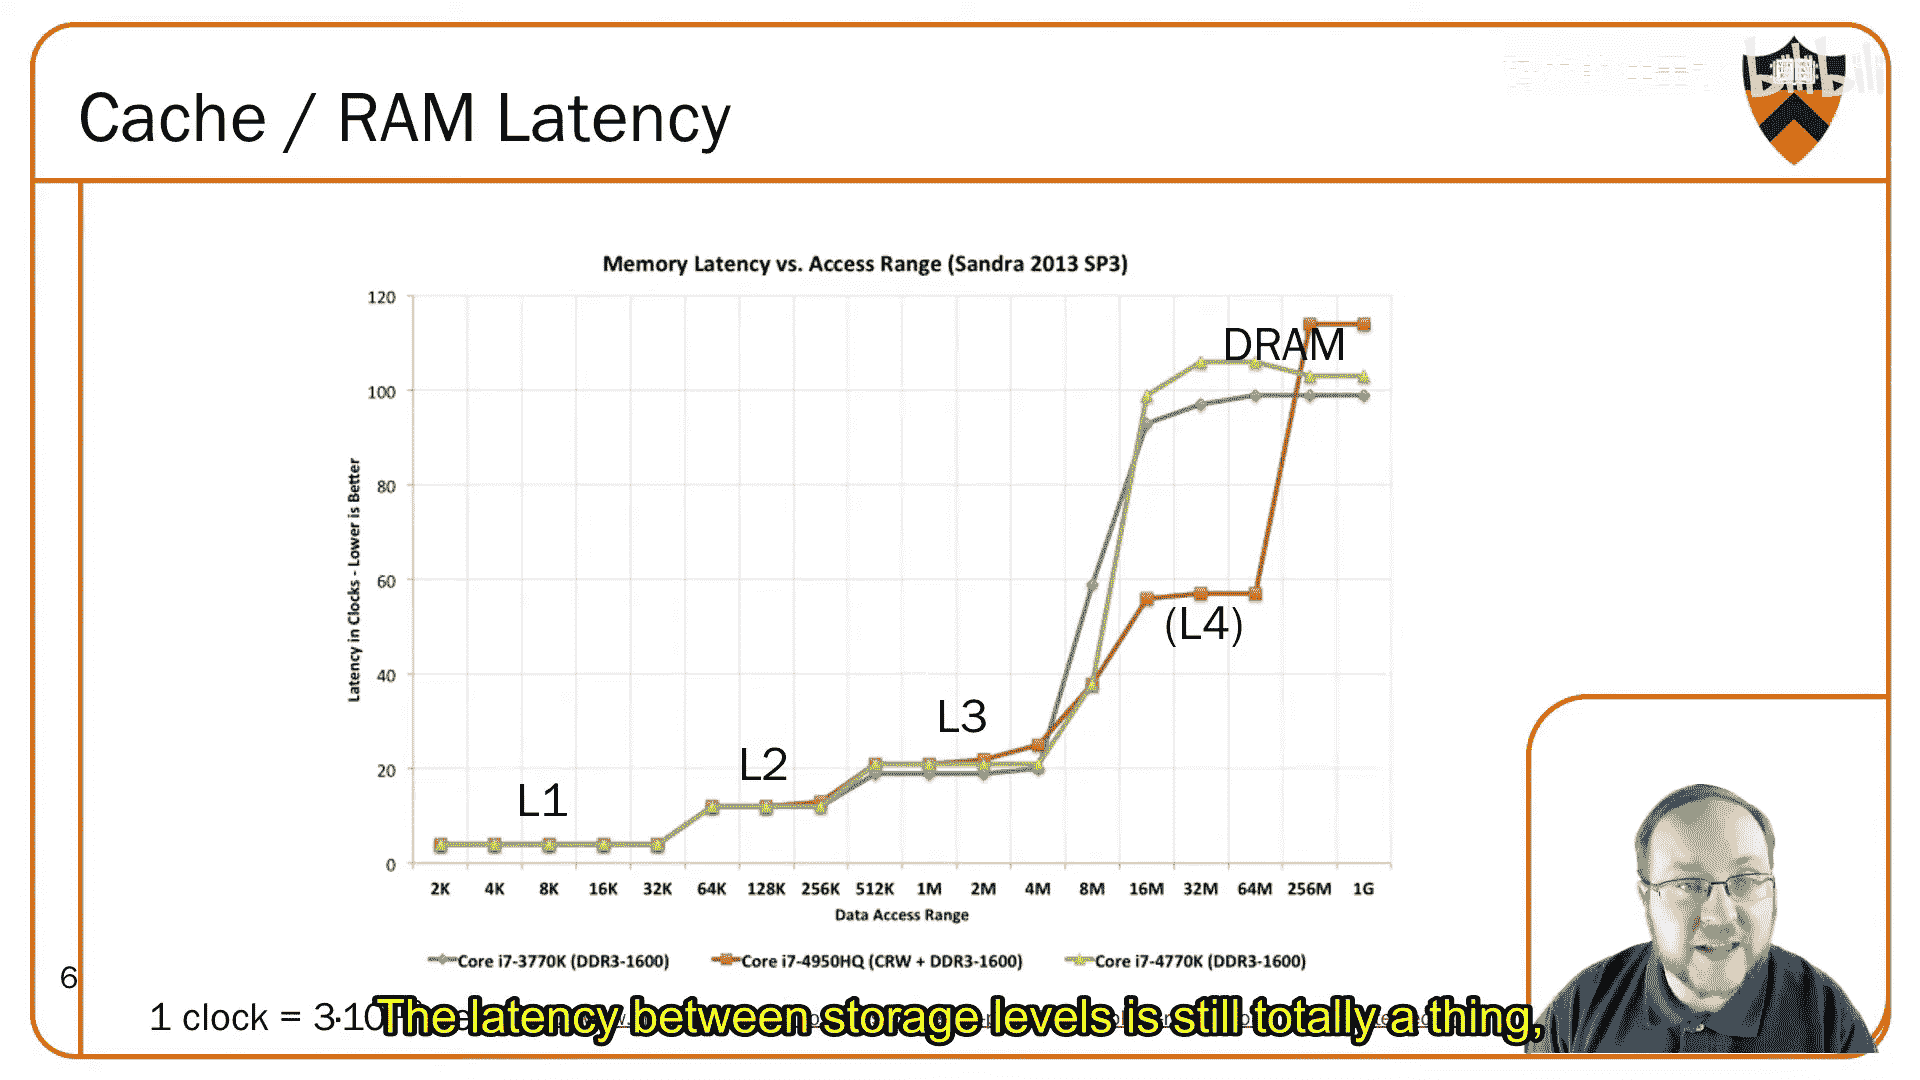 Cache / RAM Latency
bilibili
Memory Latency vs. Access Range (Sandra 2013 SP3)
120
100
80
60
40
20
0
Latency in Clocks - Lower is Better
DRAM
(L4)
L3
L2
L1
2K 4K 8K 16K 32K 64K 128K 256K 512K 1M 2M 4M 8M 16M 32M 64M 256M 1G
Data Access Range
Core i7-3770K (DDR3-1600) Core i7-4950HQ (CRW + DDR3-1600) Core i7-4770K (DDR3-1600)
6
1 clock = 3·10
The latency between storage levels is still totally a thing,